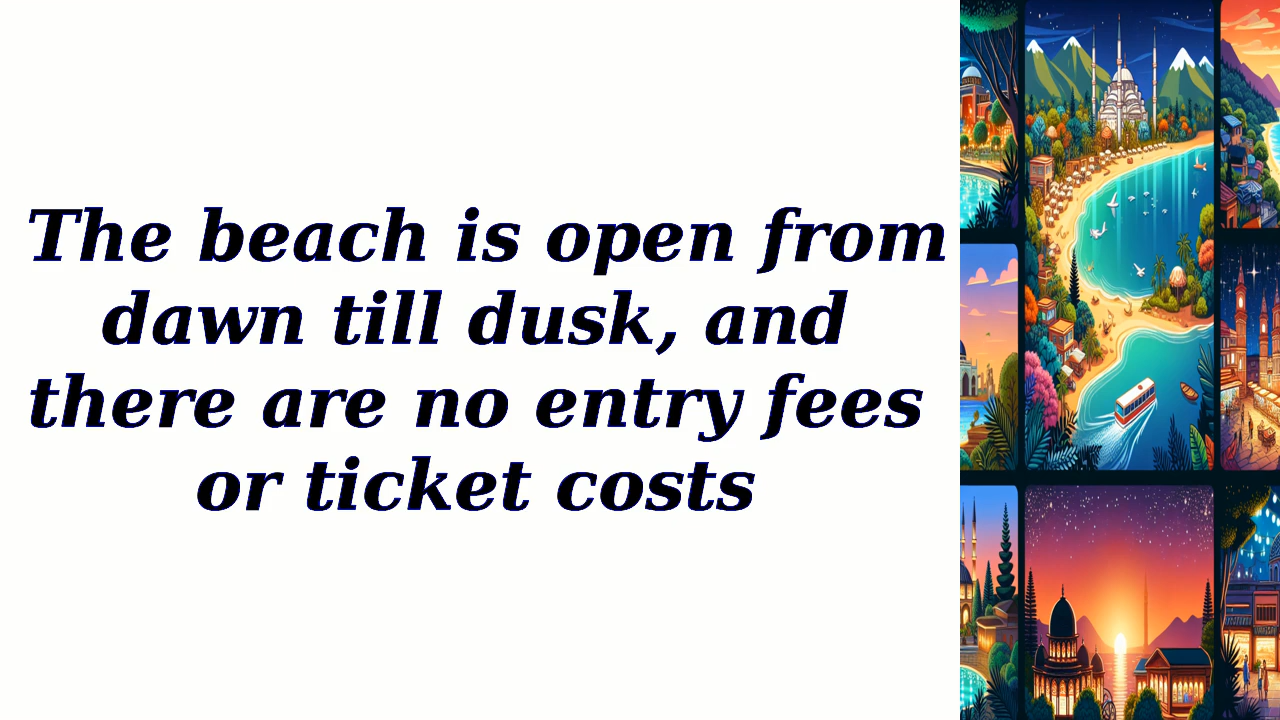 The beach is open from
dawn till dusk, and
there are no entry fees
or ticket costs